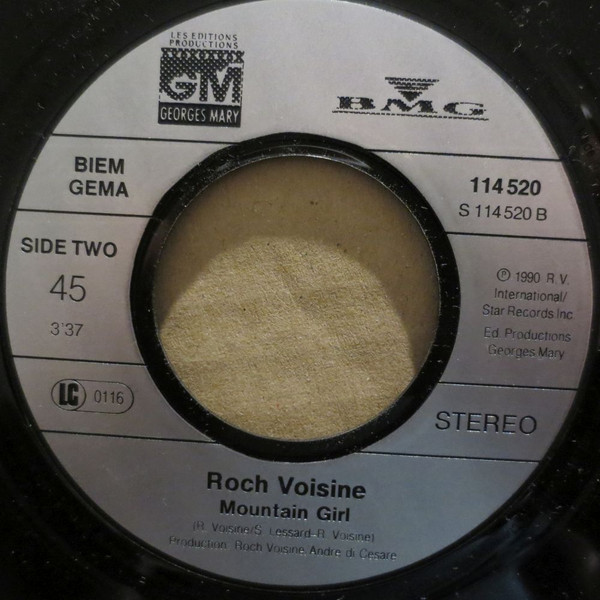 LES EDITIONS
PRODUCTIONS
GM
GEORGES MARY
BMG
BIEM
GEMA
114 520
S 114 520 B
SIDE TWO
45
3'37
℗ 1990 R.V.
International/
Star Records Inc.
Ed. Productions
Georges Mary
LC 0116
STEREO
Roch Voisine
Mountain Girl
(R. Voisine/S. Lessard-R. Voisine)
Production: Roch Voisine, Andre di Cesare